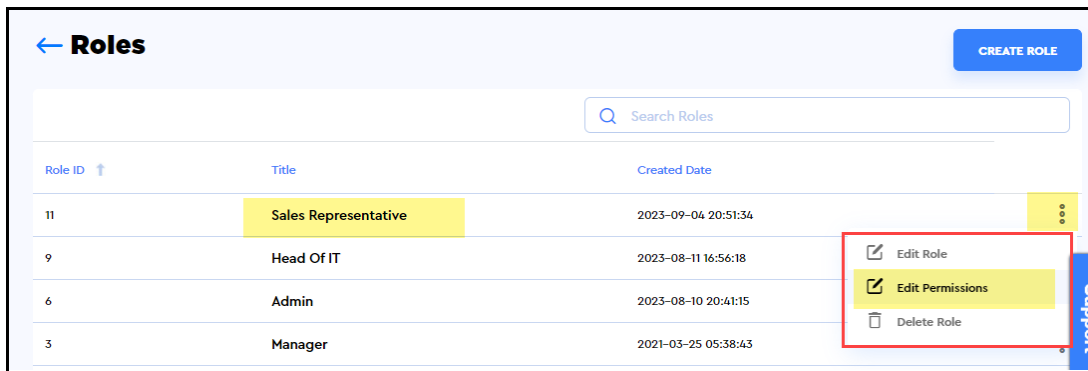 Roles
CREATE ROLE
Search Roles
Role ID Title Created Date
11 Sales Representative 2023-09-04 20:51:34
Edit Role
9 Head Of IT 2023-08-11 16:56:18
Edit Permissions
6 Admin 2023-08-10 20:41:15
Delete Role
3 Manager 2021-03-25 05:38:43